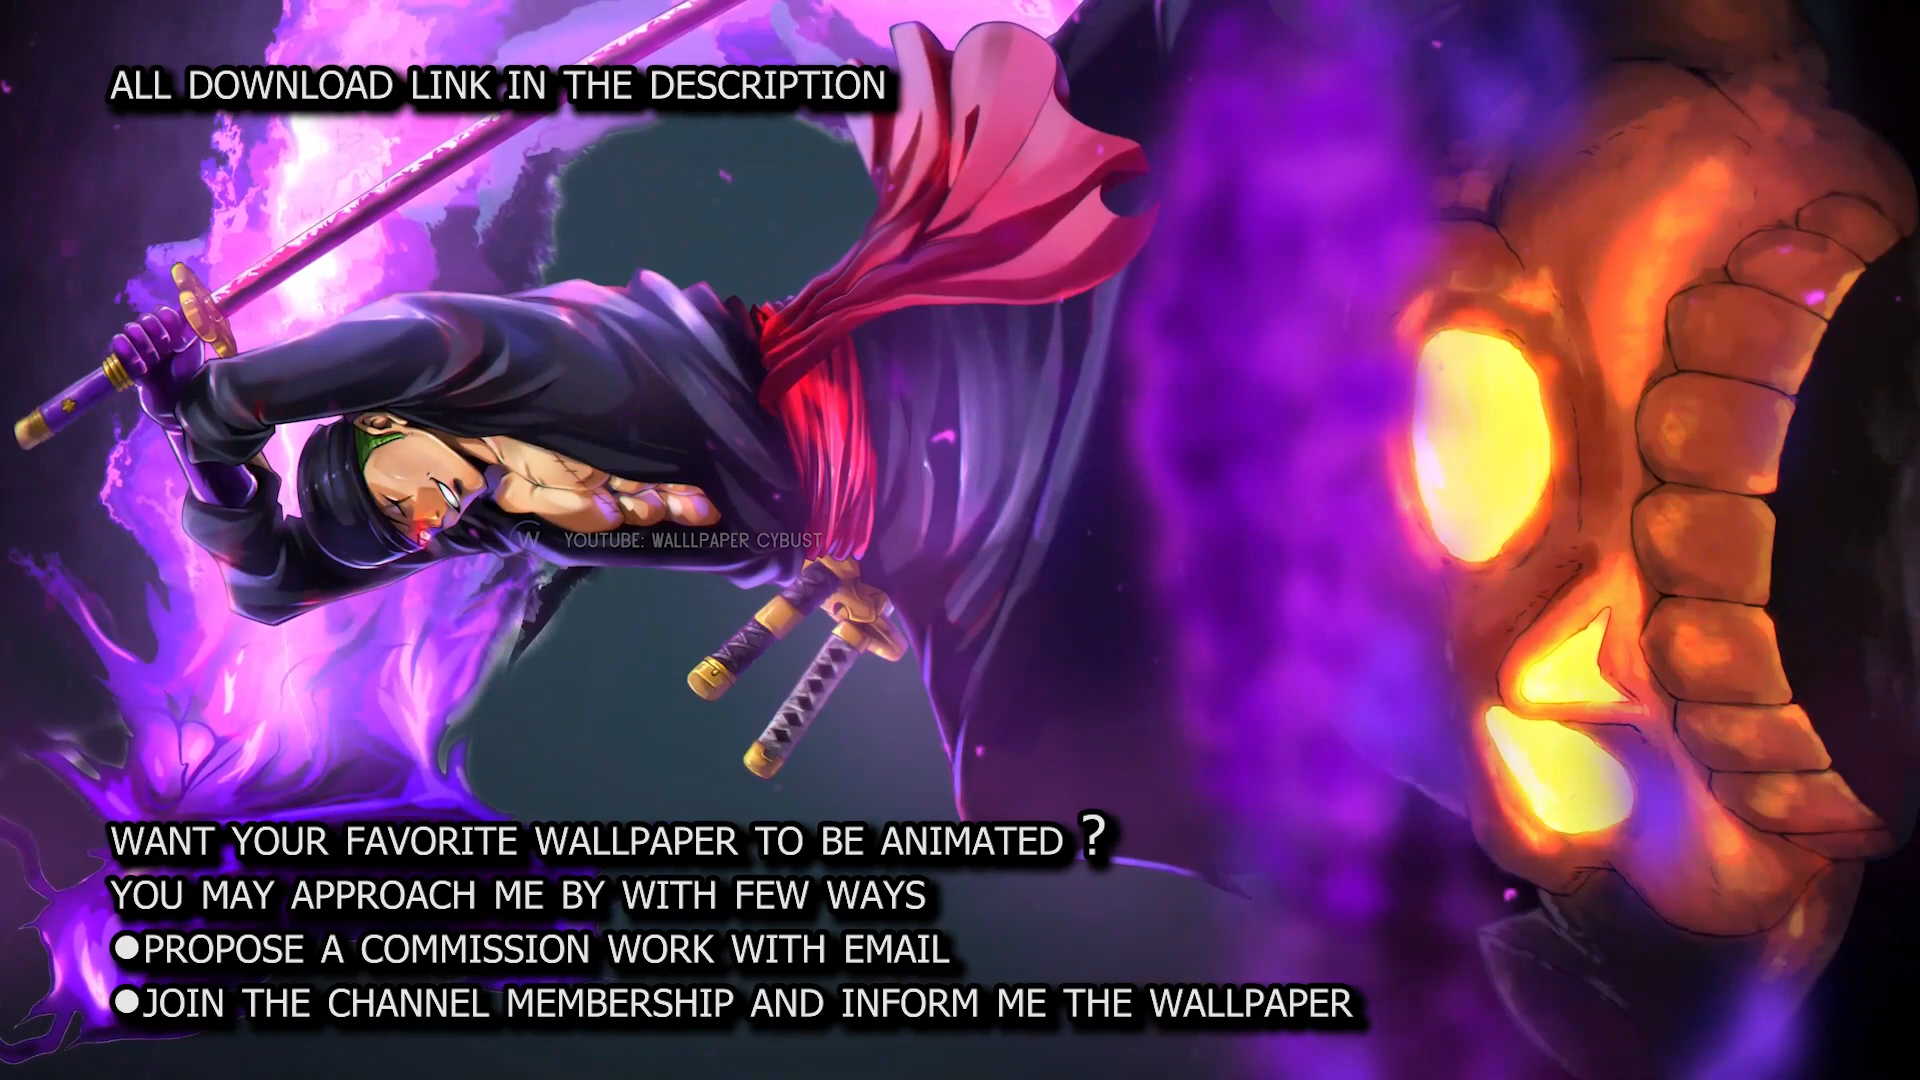 ALL DOWNLOAD LINK IN THE DESCRIPTION
W YOUTUBE: WALLLPAPER CYBUST
WANT YOUR FAVORITE WALLPAPER TO BE ANIMATED ?
YOU MAY APPROACH ME BY WITH FEW WAYS
●PROPOSE A COMMISSION WORK WITH EMAIL
●JOIN THE CHANNEL MEMBERSHIP AND INFORM ME THE WALLPAPER